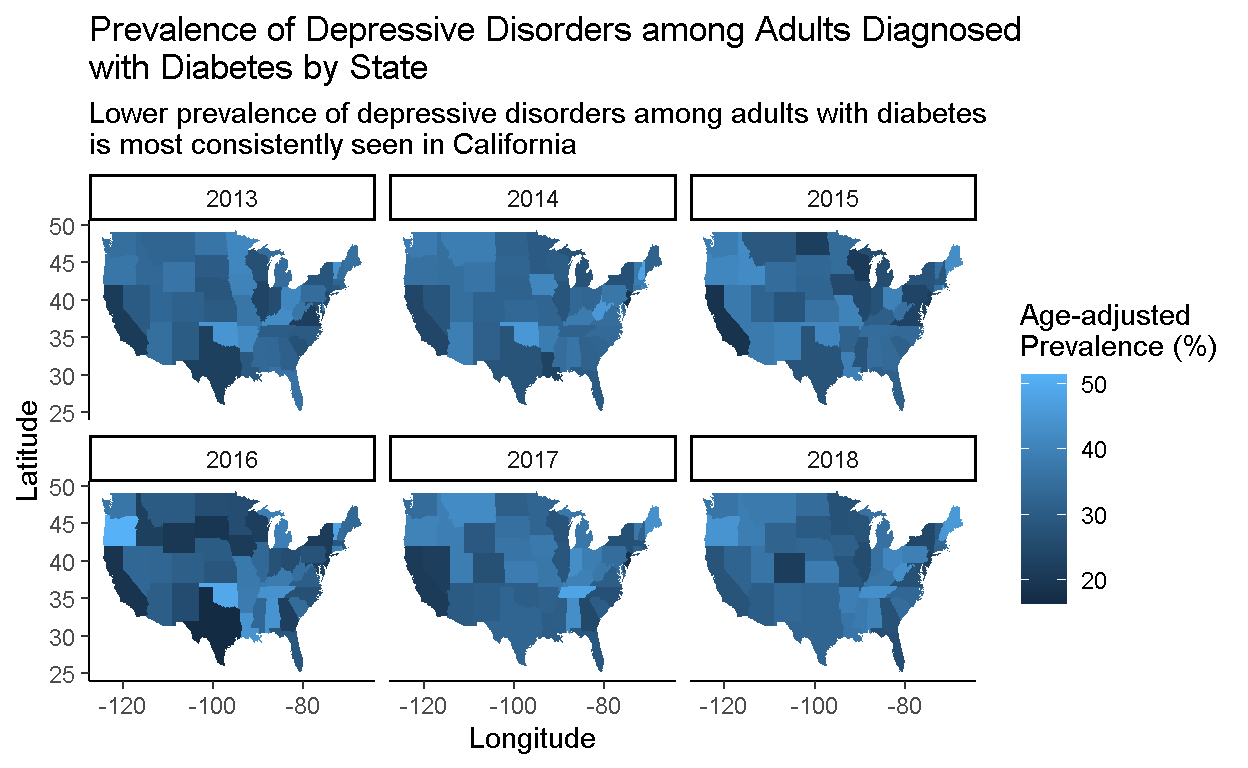 Prevalence of Depressive Disorders among Adults Diagnosed
with Diabetes by State
Lower prevalence of depressive disorders among adults with diabetes
is most consistently seen in California
2013 2014 2015
50
45
40
35
30
25
2016 2017 2018
50
45
40
35
30
25
-120 -100 -80 -120 -100 -80 -120 -100 -80
Longitude
Latitude
Age-adjusted
Prevalence (%)
50
40
30
20